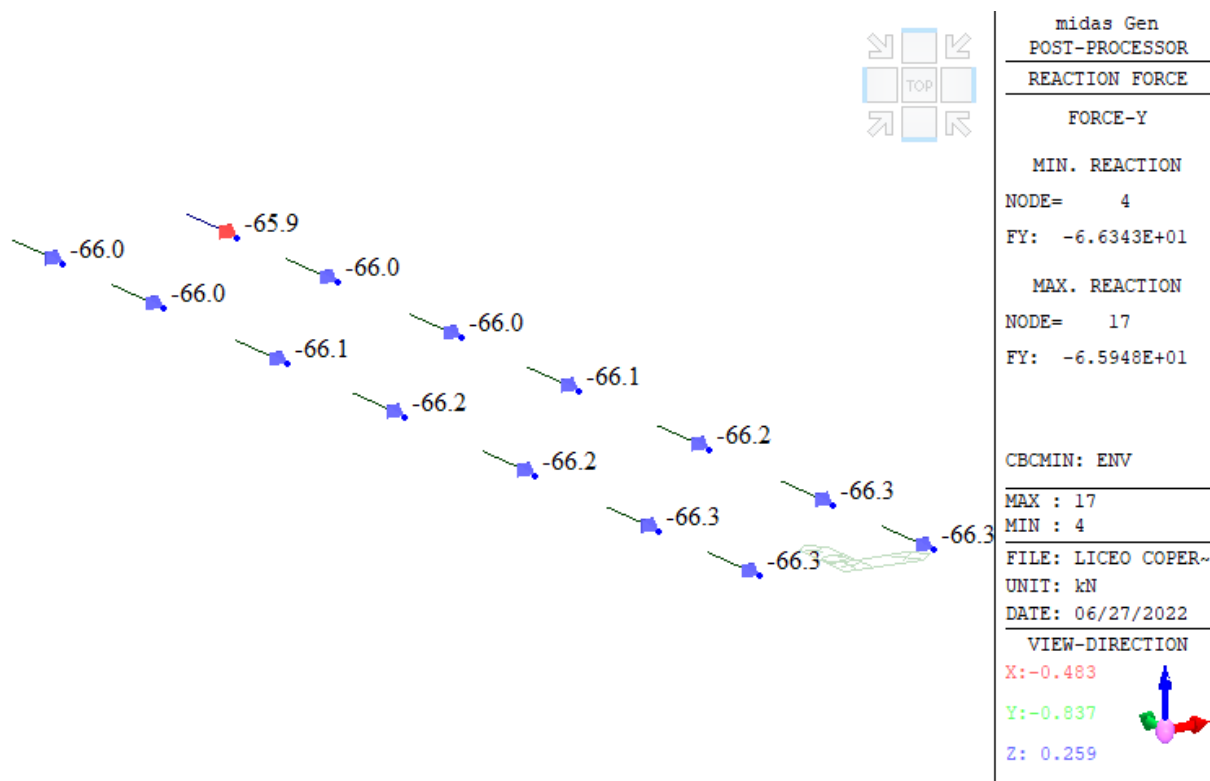 TOP
-65.9
-66.0
-66.0
-66.0
-66.0
-66.1
-66.1
-66.2
-66.2
-66.2
-66.3
-66.3
-66.3
-66.3
midas Gen
POST-PROCESSOR
REACTION FORCE
FORCE-Y
MIN. REACTION
NODE= 4
FY: -6.6343E+01
MAX. REACTION
NODE= 17
FY: -6.5948E+01
CBCMIN: ENV
MAX : 17
MIN : 4
FILE: LICEO COPER~
UNIT: kN
DATE: 06/27/2022
VIEW-DIRECTION
X:-0.483
Y:-0.837
Z: 0.259